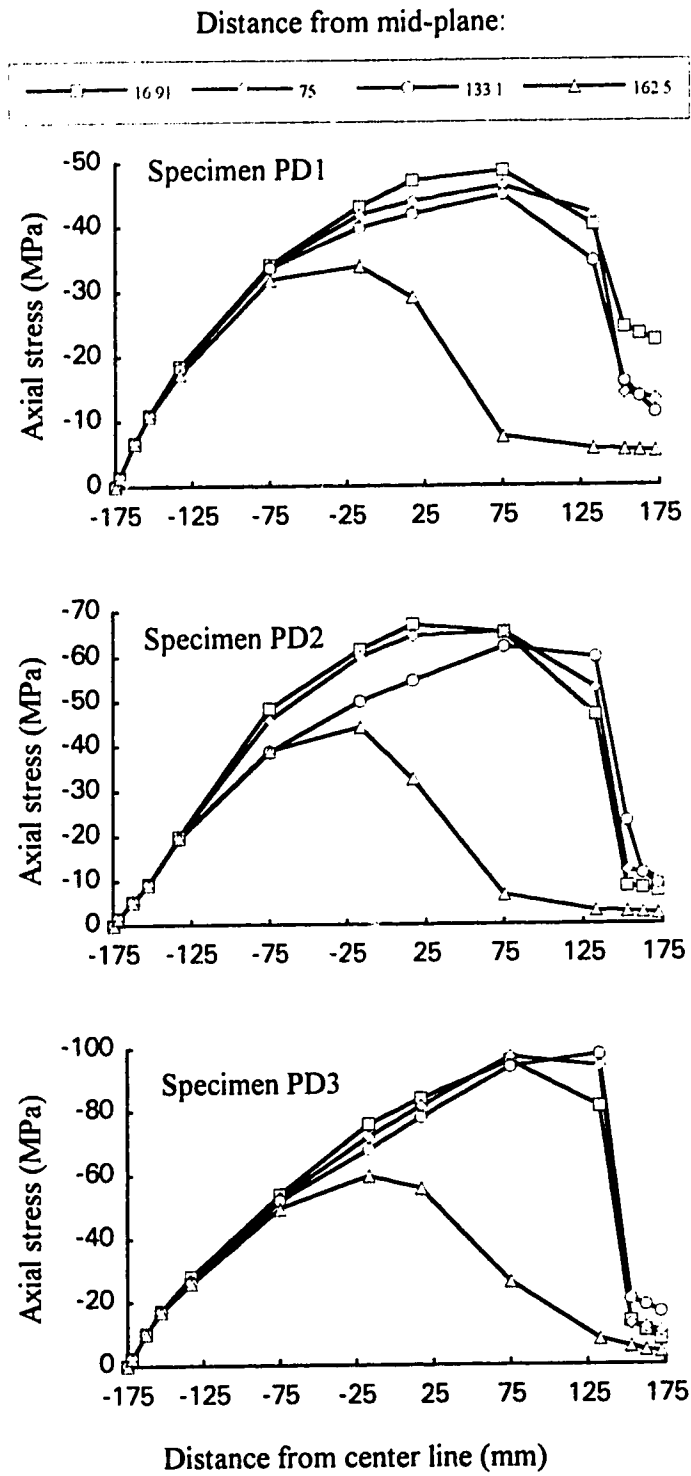 Distance from mid-plane:
16.91 75 133.1 162.5
Specimen PD1
Axial stress (MPa)
-50
-40
-30
-20
-10
0
-175 -125 -75 -25 25 75 125 175
Specimen PD2
Axial stress (MPa)
-70
-60
-50
-40
-30
-20
-10
0
-175 -125 -75 -25 25 75 125 175
Specimen PD3
Axial stress (MPa)
-100
-80
-60
-40
-20
0
-175 -125 -75 -25 25 75 125 175
Distance from center line (mm)